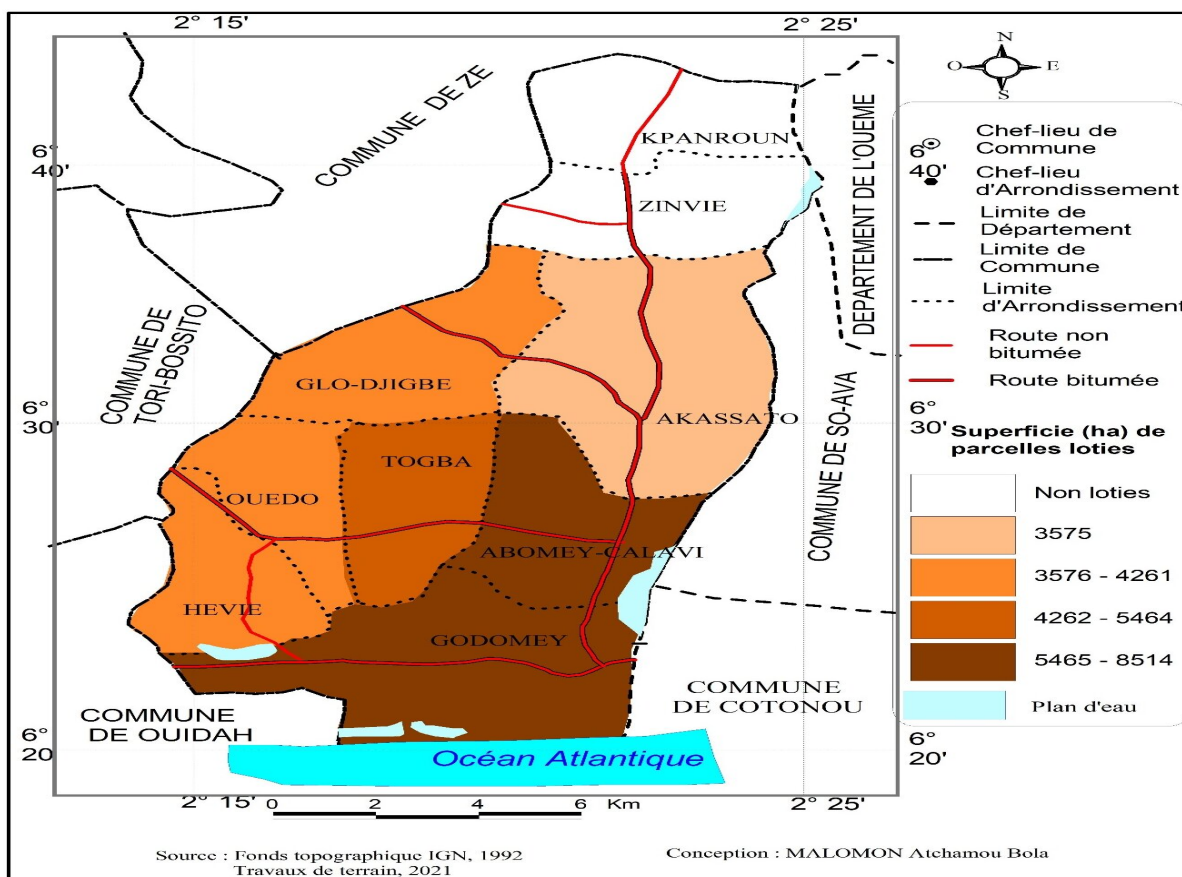 2° 15'
2° 25'
N
O
E
S
COMMUNE DE ZE
KPANROUN
DEPARTEMENT DE L'OUEME
6°
40'
6°
40'
ZINVIE
Chef-lieu de
Commune
Chef-lieu
d'Arrondissement
Limite de
Département
Limite de
Commune
Limite
d'Arrondissement
Route non
bitumée
Route bitumée
COMMUNE DE
TORI-BOSSITO
GLO-DJIGBE
AKASSATO
COMMUNE DE SO-AVA
6°
30'
6°
30'
TOGBA
OUEDO
ABOMEY-CALAVI
HEVIE
GODOMEY
Superficie (ha) de
parcelles loties
Non loties
3575
3576 - 4261
4262 - 5464
5465 - 8514
Plan d'eau
COMMUNE
DE OUIDAH
COMMUNE
DE COTONOU
6°
20'
6°
20'
Océan Atlantique
2° 15'
2° 25'
0 2 4 6 Km
Source : Fonds topographique IGN, 1992
Travaux de terrain, 2021
Conception : MALOMON Atchamou Bola